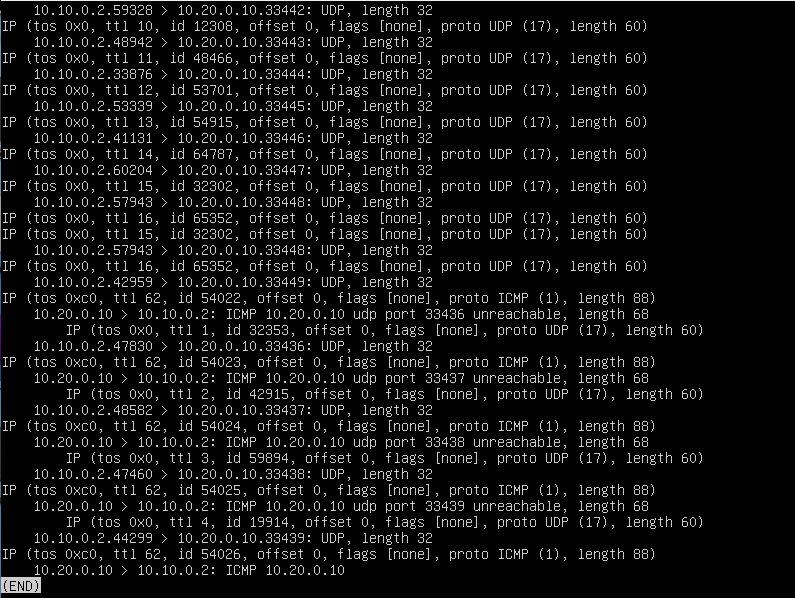 10.10.0.2.59328 > 10.20.0.10.33442: UDP, length 32
IP (tos 0x0, ttl 10, id 12308, offset 0, flags [none], proto UDP (17), length 60)
10.10.0.2.48942 > 10.20.0.10.33443: UDP, length 32
IP (tos 0x0, ttl 11, id 48466, offset 0, flags [none], proto UDP (17), length 60)
10.10.0.2.33876 > 10.20.0.10.33444: UDP, length 32
IP (tos 0x0, ttl 12, id 53701, offset 0, flags [none], proto UDP (17), length 60)
10.10.0.2.53339 > 10.20.0.10.33445: UDP, length 32
IP (tos 0x0, ttl 13, id 54915, offset 0, flags [none], proto UDP (17), length 60)
10.10.0.2.41131 > 10.20.0.10.33446: UDP, length 32
IP (tos 0x0, ttl 14, id 64787, offset 0, flags [none], proto UDP (17), length 60)
10.10.0.2.60204 > 10.20.0.10.33447: UDP, length 32
IP (tos 0x0, ttl 15, id 32302, offset 0, flags [none], proto UDP (17), length 60)
10.10.0.2.57943 > 10.20.0.10.33448: UDP, length 32
IP (tos 0x0, ttl 16, id 65352, offset 0, flags [none], proto UDP (17), length 60)
IP (tos 0x0, ttl 15, id 32302, offset 0, flags [none], proto UDP (17), length 60)
10.10.0.2.57943 > 10.20.0.10.33448: UDP, length 32
IP (tos 0x0, ttl 16, id 65352, offset 0, flags [none], proto UDP (17), length 60)
10.10.0.2.42959 > 10.20.0.10.33449: UDP, length 32
IP (tos 0xc0, ttl 62, id 54022, offset 0, flags [none], proto ICMP (1), length 88)
10.20.0.10 > 10.10.0.2: ICMP 10.20.0.10 udp port 33436 unreachable, length 68
IP (tos 0x0, ttl 1, id 32353, offset 0, flags [none], proto UDP (17), length 60)
10.10.0.2.47830 > 10.20.0.10.33436: UDP, length 32
IP (tos 0xc0, ttl 62, id 54023, offset 0, flags [none], proto ICMP (1), length 88)
10.20.0.10 > 10.10.0.2: ICMP 10.20.0.10 udp port 33437 unreachable, length 68
IP (tos 0x0, ttl 2, id 42915, offset 0, flags [none], proto UDP (17), length 60)
10.10.0.2.48582 > 10.20.0.10.33437: UDP, length 32
IP (tos 0xc0, ttl 62, id 54024, offset 0, flags [none], proto ICMP (1), length 88)
10.20.0.10 > 10.10.0.2: ICMP 10.20.0.10 udp port 33438 unreachable, length 68
IP (tos 0x0, ttl 3, id 59894, offset 0, flags [none], proto UDP (17), length 60)
10.10.0.2.47460 > 10.20.0.10.33438: UDP, length 32
IP (tos 0xc0, ttl 62, id 54025, offset 0, flags [none], proto ICMP (1), length 88)
10.20.0.10 > 10.10.0.2: ICMP 10.20.0.10 udp port 33439 unreachable, length 68
IP (tos 0x0, ttl 4, id 19914, offset 0, flags [none], proto UDP (17), length 60)
10.10.0.2.44299 > 10.20.0.10.33439: UDP, length 32
IP (tos 0xc0, ttl 62, id 54026, offset 0, flags [none], proto ICMP (1), length 88)
10.20.0.10 > 10.10.0.2: ICMP 10.20.0.10
(END)